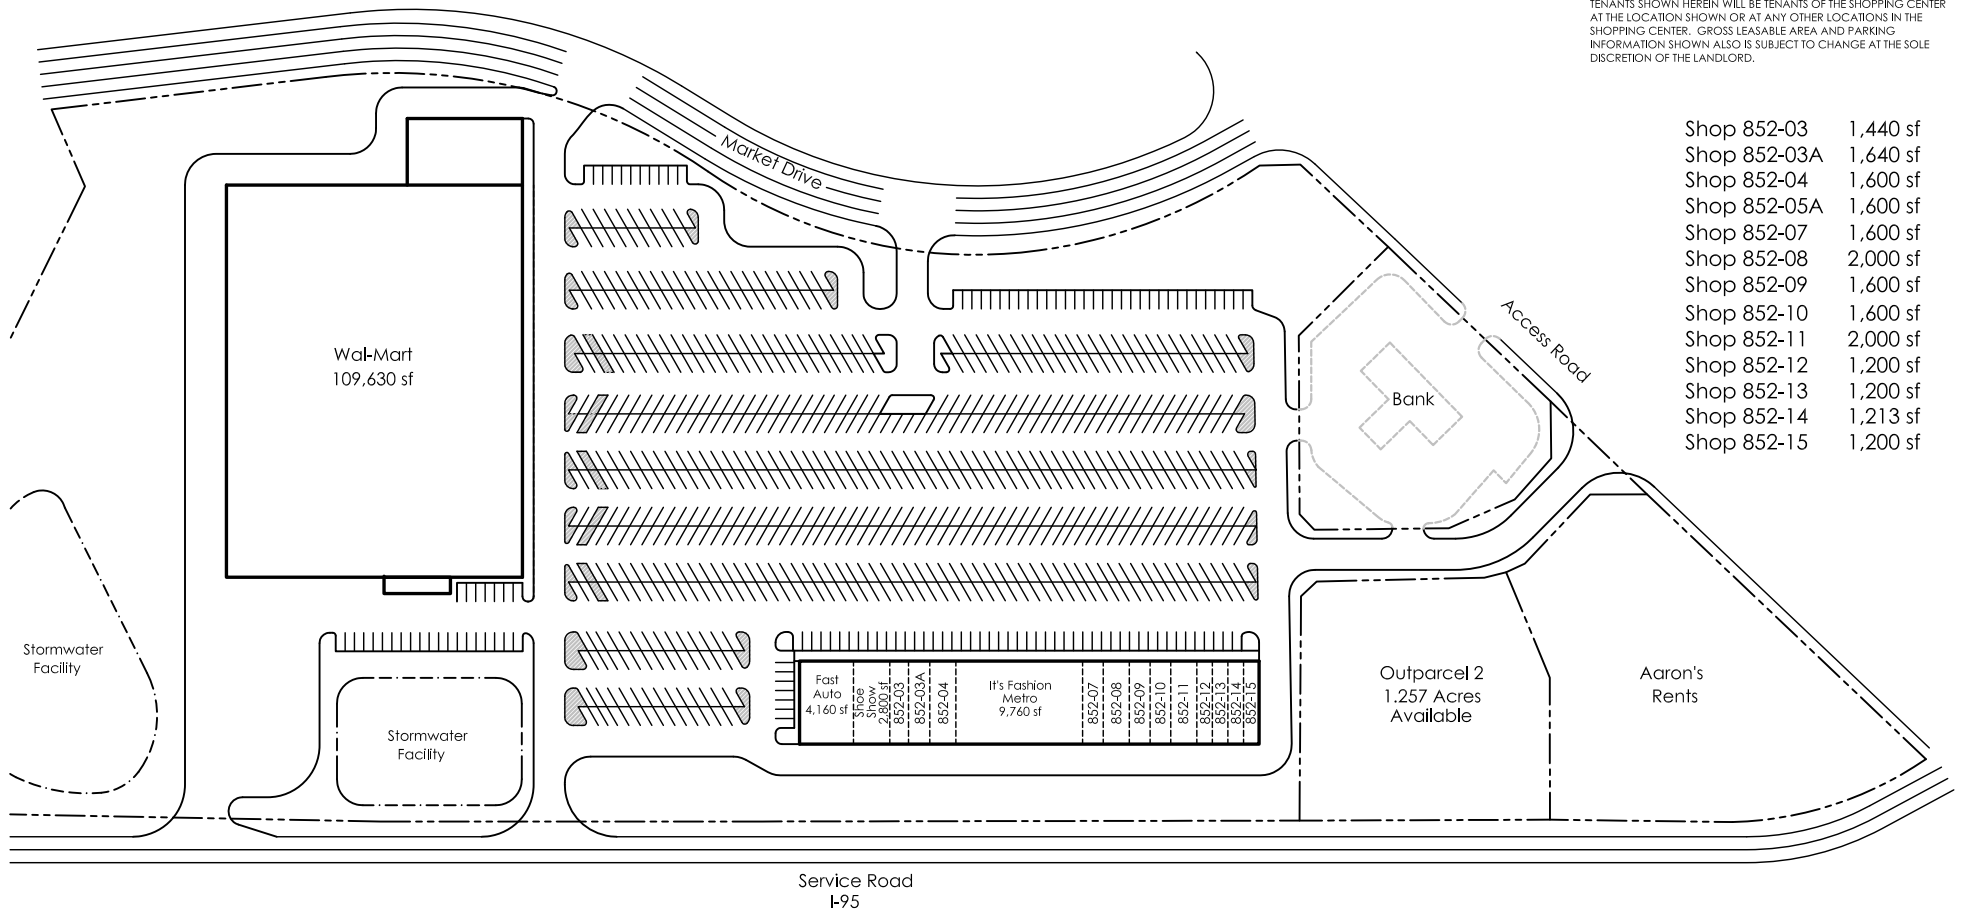 TENANTS SHOWN HEREIN WILL BE TENANTS OF THE SHOPPING CENTER
AT THE LOCATION SHOWN OR AT ANY OTHER LOCATIONS IN THE
SHOPPING CENTER. GROSS LEASABLE AREA AND PARKING
INFORMATION SHOWN ALSO IS SUBJECT TO CHANGE AT THE SOLE
DISCRETION OF THE LANDLORD.
Shop 852-03 1,440 sf
Shop 852-03A 1,640 sf
Shop 852-04 1,600 sf
Shop 852-05A 1,600 sf
Shop 852-07 1,600 sf
Shop 852-08 2,000 sf
Shop 852-09 1,600 sf
Shop 852-10 1,600 sf
Shop 852-11 2,000 sf
Shop 852-12 1,200 sf
Shop 852-13 1,200 sf
Shop 852-14 1,213 sf
Shop 852-15 1,200 sf
Market Drive
Access Road
Wal-Mart
109,630 sf
Bank
Stormwater
Facility
Stormwater
Facility
Fast
Auto
4,160 sf
Shoe
Show
2,800 sf
852-03
852-03A
852-04
It's Fashion
Metro
9,760 sf
852-07
852-08
852-09
852-10
852-11
852-12
852-13
852-14
852-15
Outparcel 2
1.257 Acres
Available
Aaron's
Rents
Service Road
I-95